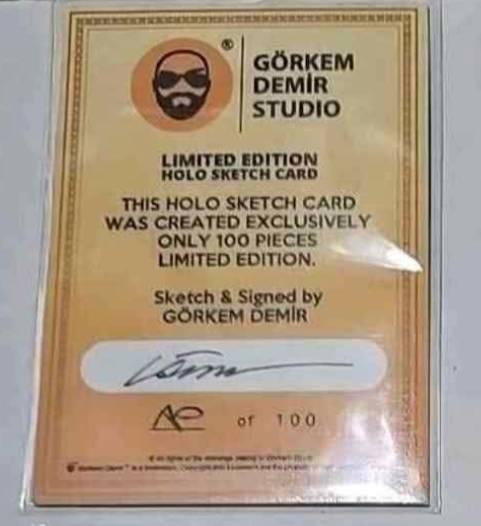 ®
GÖRKEM
DEMİR
STUDIO
LIMITED EDITION
HOLO SKETCH CARD
THIS HOLO SKETCH CARD
WAS CREATED EXCLUSIVELY
ONLY 100 PIECES
LIMITED EDITION.
Sketch & Signed by
GÖRKEM DEMİR
AP of 100